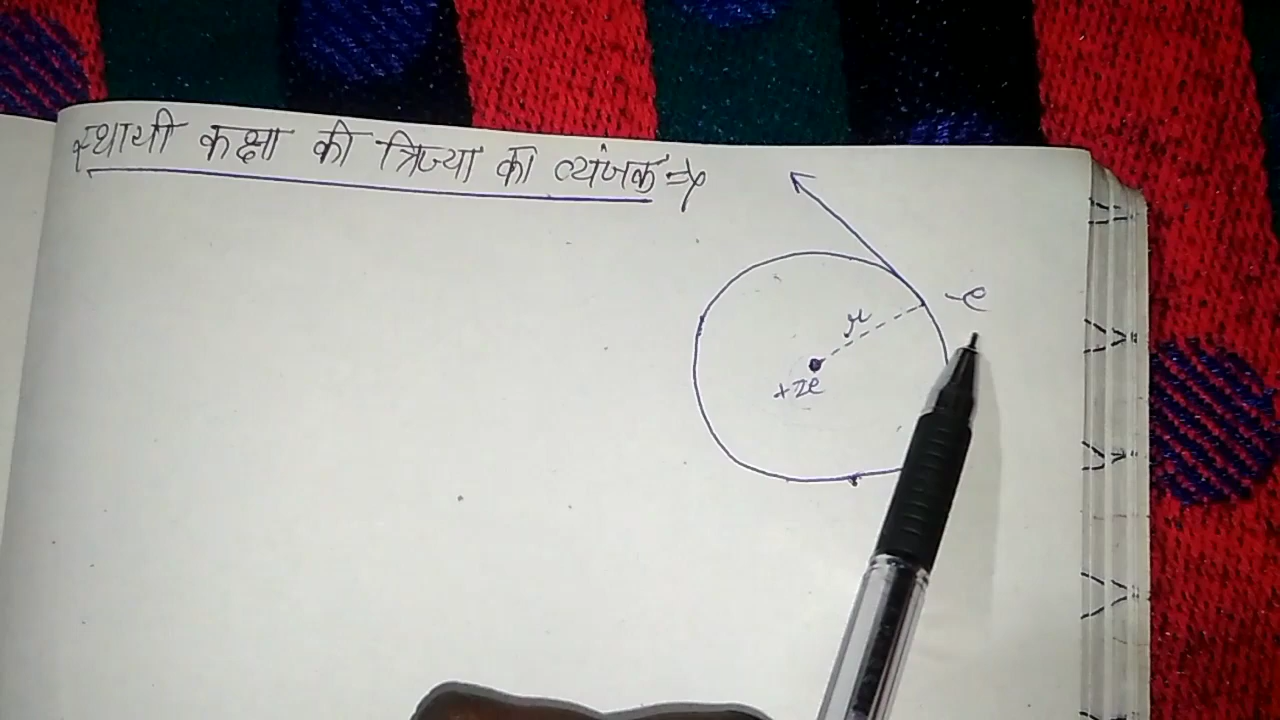 स्थायी कक्षा की त्रिज्या का व्यंजक ⇒
-e
r
+ze